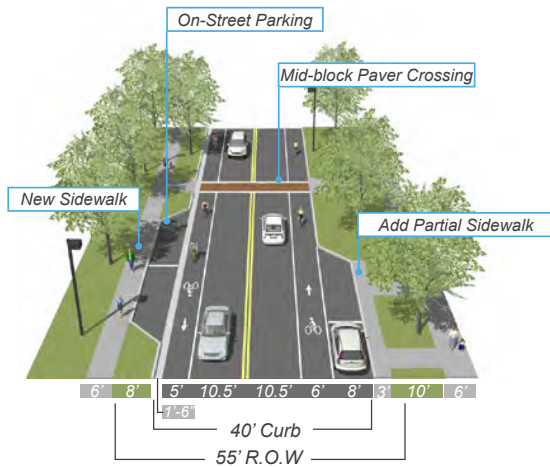 On-Street Parking
Mid-block Paver Crossing
New Sidewalk
Add Partial Sidewalk
6’ 8’ 5’ 10.5’ 10.5’ 6’ 8’ 3’ 10’ 6’
1’-6”
40’ Curb
55’ R.O.W